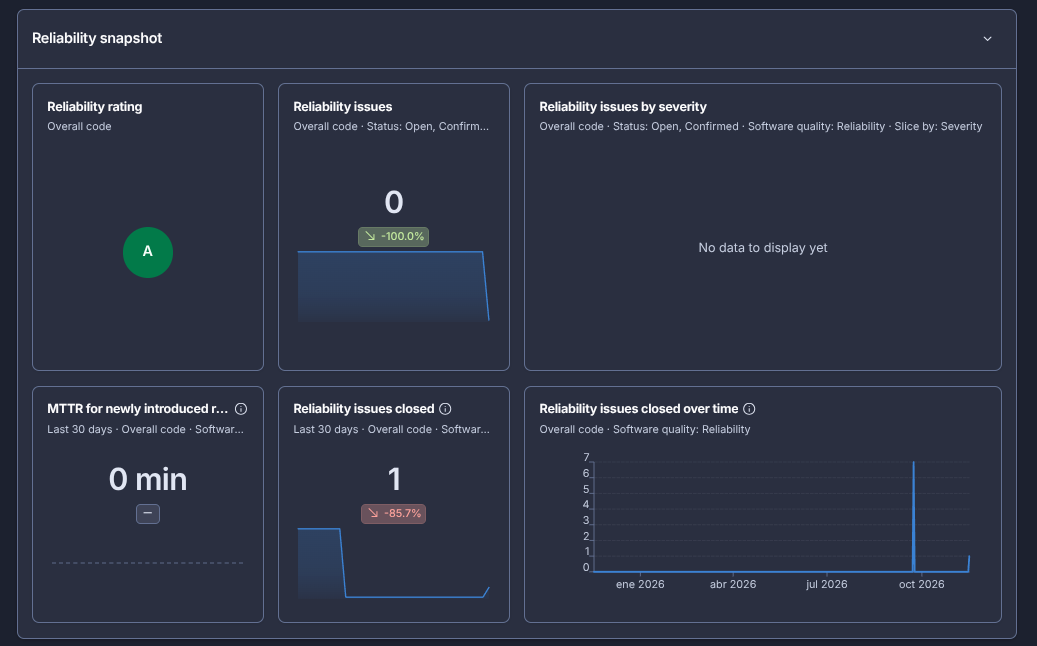 Reliability snapshot
Reliability rating
Overall code
A
Reliability issues
Overall code · Status: Open, Confirm...
0
-100.0%
Reliability issues by severity
Overall code · Status: Open, Confirmed · Software quality: Reliability · Slice by: Severity
No data to display yet
MTTR for newly introduced r...
Last 30 days · Overall code · Softwar...
0 min
–
Reliability issues closed
Last 30 days · Overall code · Softwar...
1
-85.7%
Reliability issues closed over time
Overall code · Software quality: Reliability
7
6
5
4
3
2
1
0
ene 2026 abr 2026 jul 2026 oct 2026